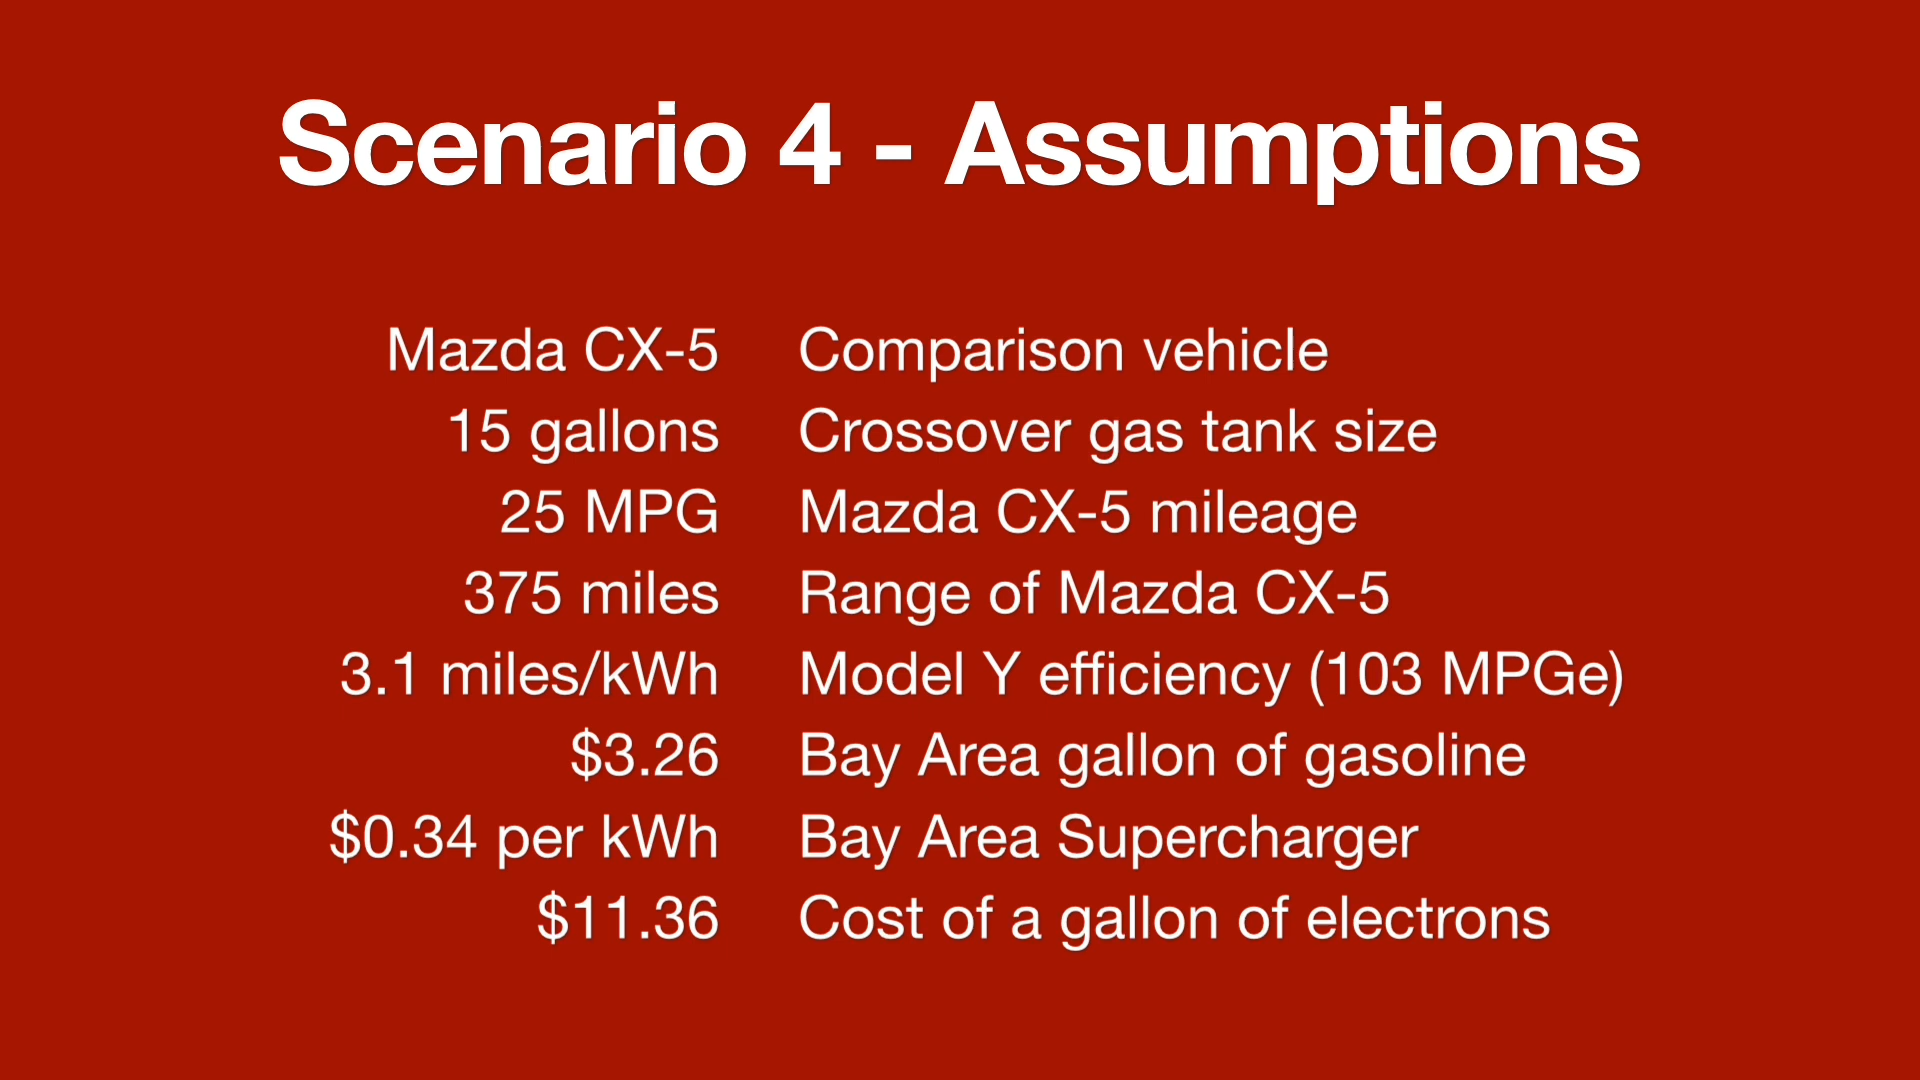 Scenario 4 - Assumptions
Mazda CX-5 Comparison vehicle
15 gallons Crossover gas tank size
25 MPG Mazda CX-5 mileage
375 miles Range of Mazda CX-5
3.1 miles/kWh Model Y efficiency (103 MPGe)
$3.26 Bay Area gallon of gasoline
$0.34 per kWh Bay Area Supercharger
$11.36 Cost of a gallon of electrons